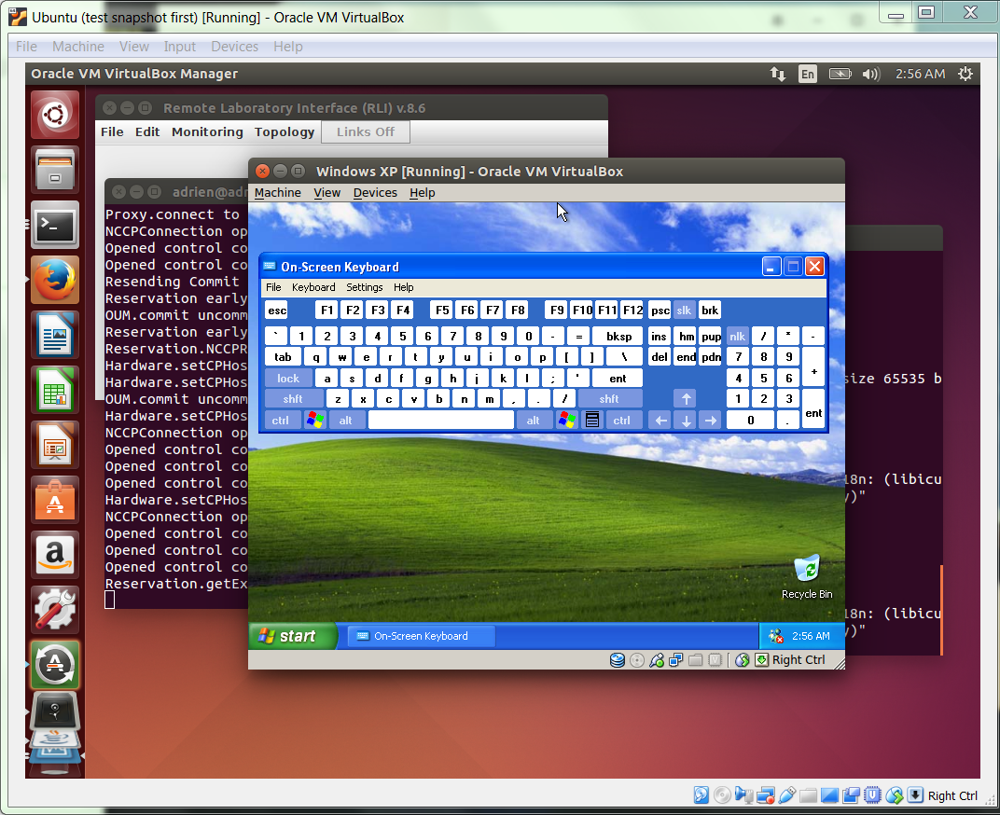 Ubuntu (test snapshot first) [Running] - Oracle VM VirtualBox
File Machine View Input Devices Help
Oracle VM VirtualBox Manager
En
2:56 AM
Remote Laboratory Interface (RLI) v.8.6
File Edit Monitoring Topology Links Off
adrien@adr
Proxy.connect to
NCCPConnection op
Opened control co
Opened control co
Resending Commit
Reservation early
OUM.commit uncomm
Reservation early
Reservation.NCCPR
Hardware.setCPHos
Hardware.setCPHos
OUM.commit uncomm
Hardware.setCPHos
NCCPConnection op
Opened control co
Opened control co
Opened control co
Hardware.setCPHos
NCCPConnection op
Opened control co
Opened control co
Opened control co
Reservation.getEx
Windows XP [Running] - Oracle VM VirtualBox
Machine View Devices Help
On-Screen Keyboard
File Keyboard Settings Help
esc F1 F2 F3 F4 F5 F6 F7 F8 F9 F10 F11 F12 psc slk brk
` 1 2 3 4 5 6 7 8 9 0 - = bksp ins hm pup nlk / * -
tab q w e r t y u i o p [ ] \ del end pdn 7 8 9 +
lock a s d f g h j k l ; ' ent 4 5 6
shft z x c v b n m , . / shft ↑ 1 2 3 ent
ctrl alt alt ctrl ← ↓ → 0 .
Recycle Bin
start
On-Screen Keyboard
2:56 AM
Right Ctrl
size 65535 b
18n: (libicu
y)"
18n: (libicu
y)"
a
Right Ctrl